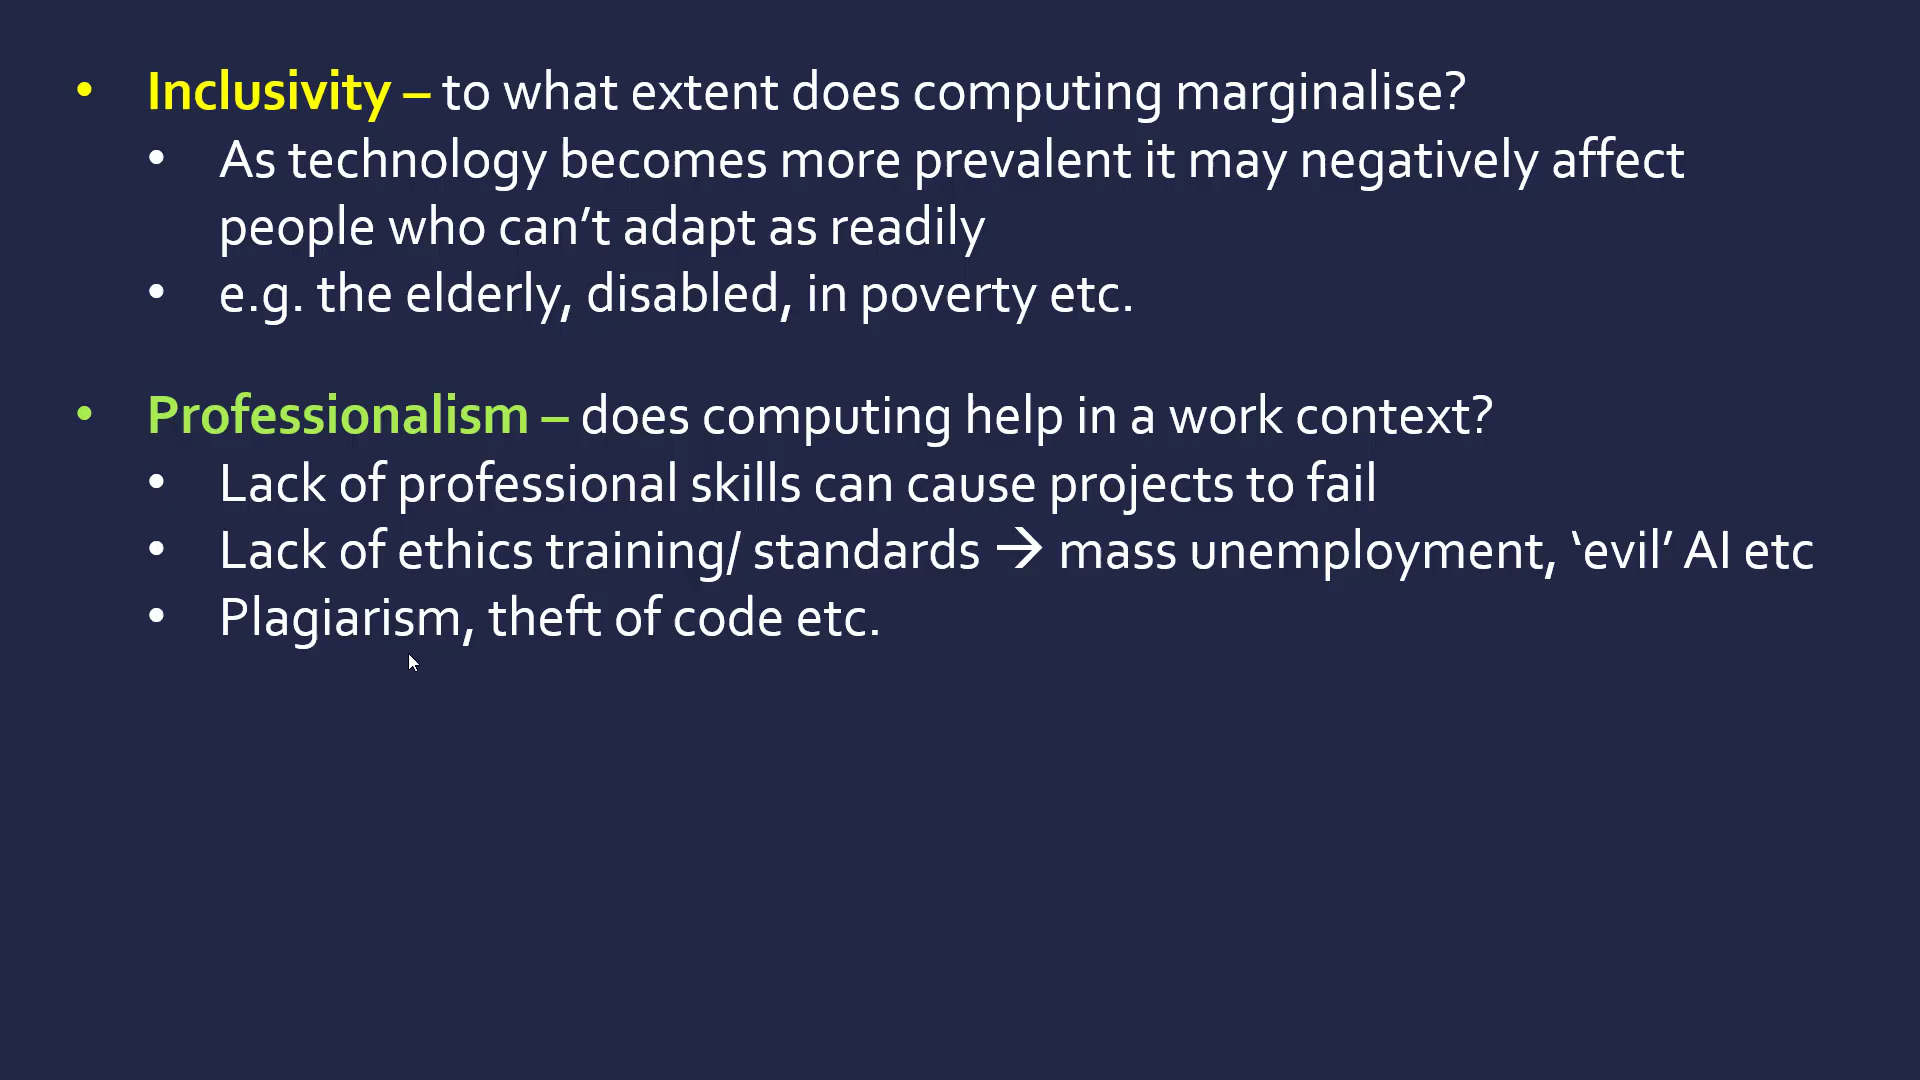 • Inclusivity – to what extent does computing marginalise?
• As technology becomes more prevalent it may negatively affect
people who can’t adapt as readily
• e.g. the elderly, disabled, in poverty etc.
• Professionalism – does computing help in a work context?
• Lack of professional skills can cause projects to fail
• Lack of ethics training/ standards → mass unemployment, ‘evil’ AI etc
• Plagiarism, theft of code etc.